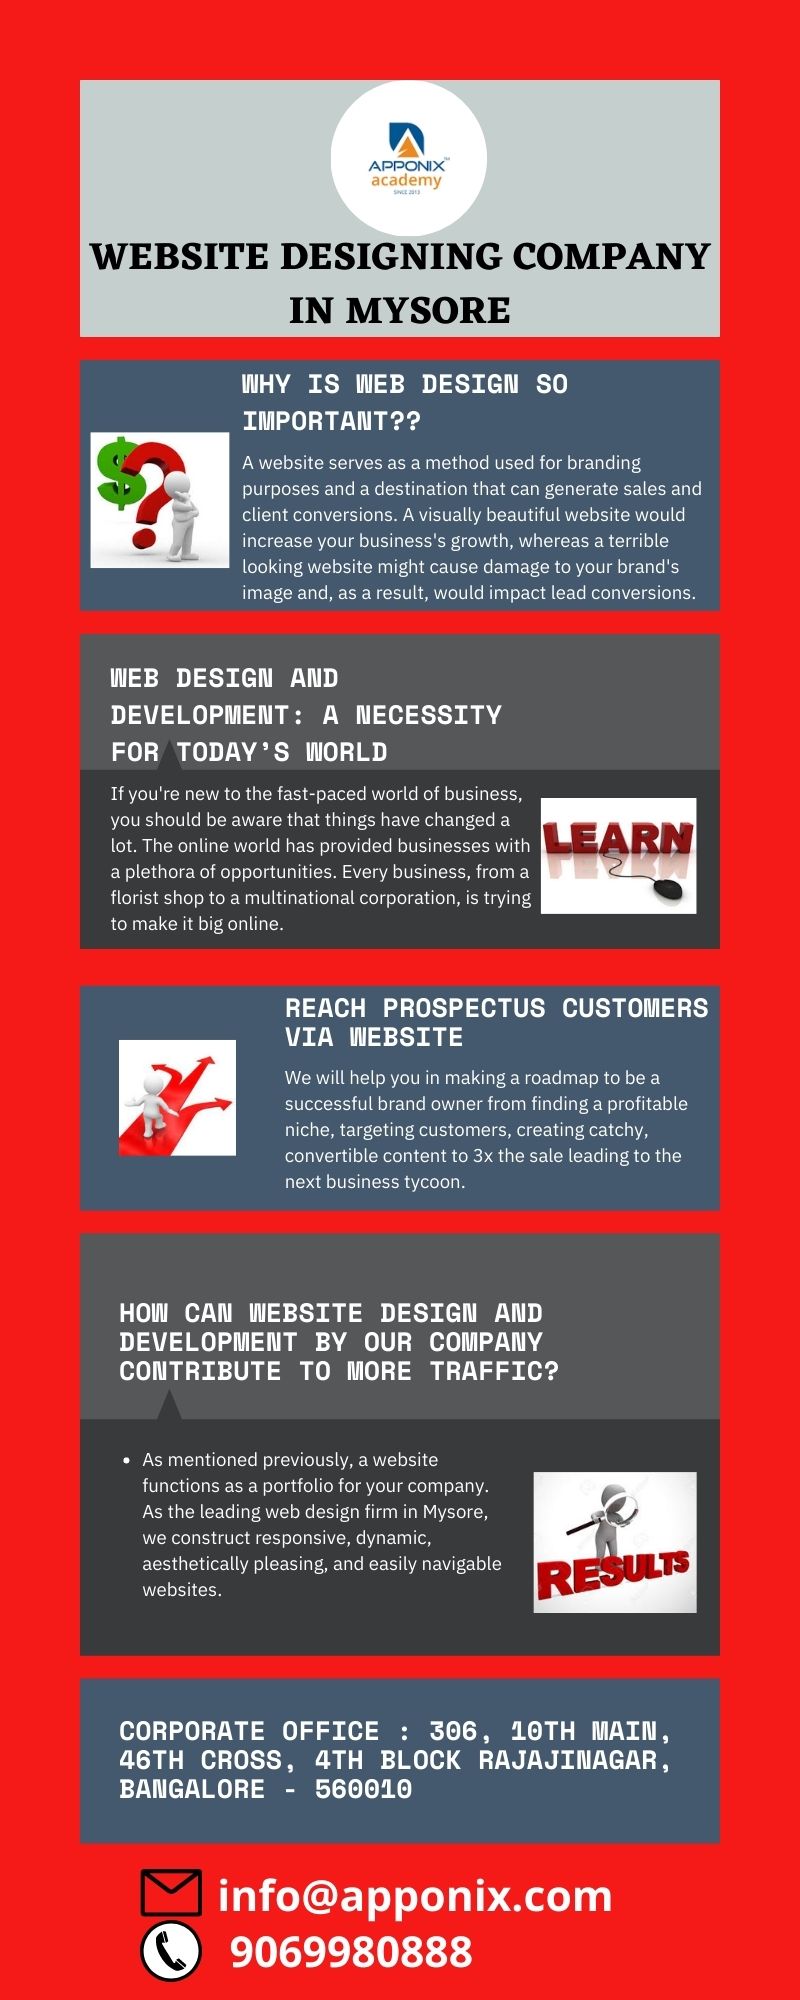 APPONIX™
academy
SINCE 2013
WEBSITE DESIGNING COMPANY
IN MYSORE
WHY IS WEB DESIGN SO
IMPORTANT??
A website serves as a method used for branding
purposes and a destination that can generate sales and
client conversions. A visually beautiful website would
increase your business's growth, whereas a terrible
looking website might cause damage to your brand's
image and, as a result, would impact lead conversions.
WEB DESIGN AND
DEVELOPMENT: A NECESSITY
FOR TODAY'S WORLD
If you're new to the fast-paced world of business,
you should be aware that things have changed a
lot. The online world has provided businesses with
a plethora of opportunities. Every business, from a
florist shop to a multinational corporation, is trying
to make it big online.
LEARN
REACH PROSPECTUS CUSTOMERS
VIA WEBSITE
We will help you in making a roadmap to be a
successful brand owner from finding a profitable
niche, targeting customers, creating catchy,
convertible content to 3x the sale leading to the
next business tycoon.
HOW CAN WEBSITE DESIGN AND
DEVELOPMENT BY OUR COMPANY
CONTRIBUTE TO MORE TRAFFIC?
• As mentioned previously, a website
functions as a portfolio for your company.
As the leading web design firm in Mysore,
we construct responsive, dynamic,
aesthetically pleasing, and easily navigable
websites.
RESULTS
CORPORATE OFFICE : 306, 10TH MAIN,
46TH CROSS, 4TH BLOCK RAJAJINAGAR,
BANGALORE - 560010
info@apponix.com
9069980888